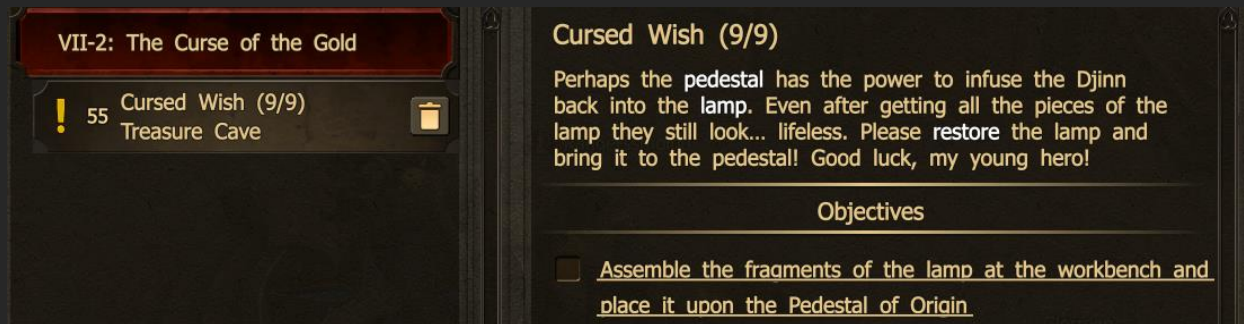 VII-2: The Curse of the Gold
55 Cursed Wish (9/9)
Treasure Cave
Cursed Wish (9/9)
Perhaps the pedestal has the power to infuse the Djinn
back into the lamp. Even after getting all the pieces of the
lamp they still look... lifeless. Please restore the lamp and
bring it to the pedestal! Good luck, my young hero!
Objectives
Assemble the fragments of the lamp at the workbench and
place it upon the Pedestal of Origin